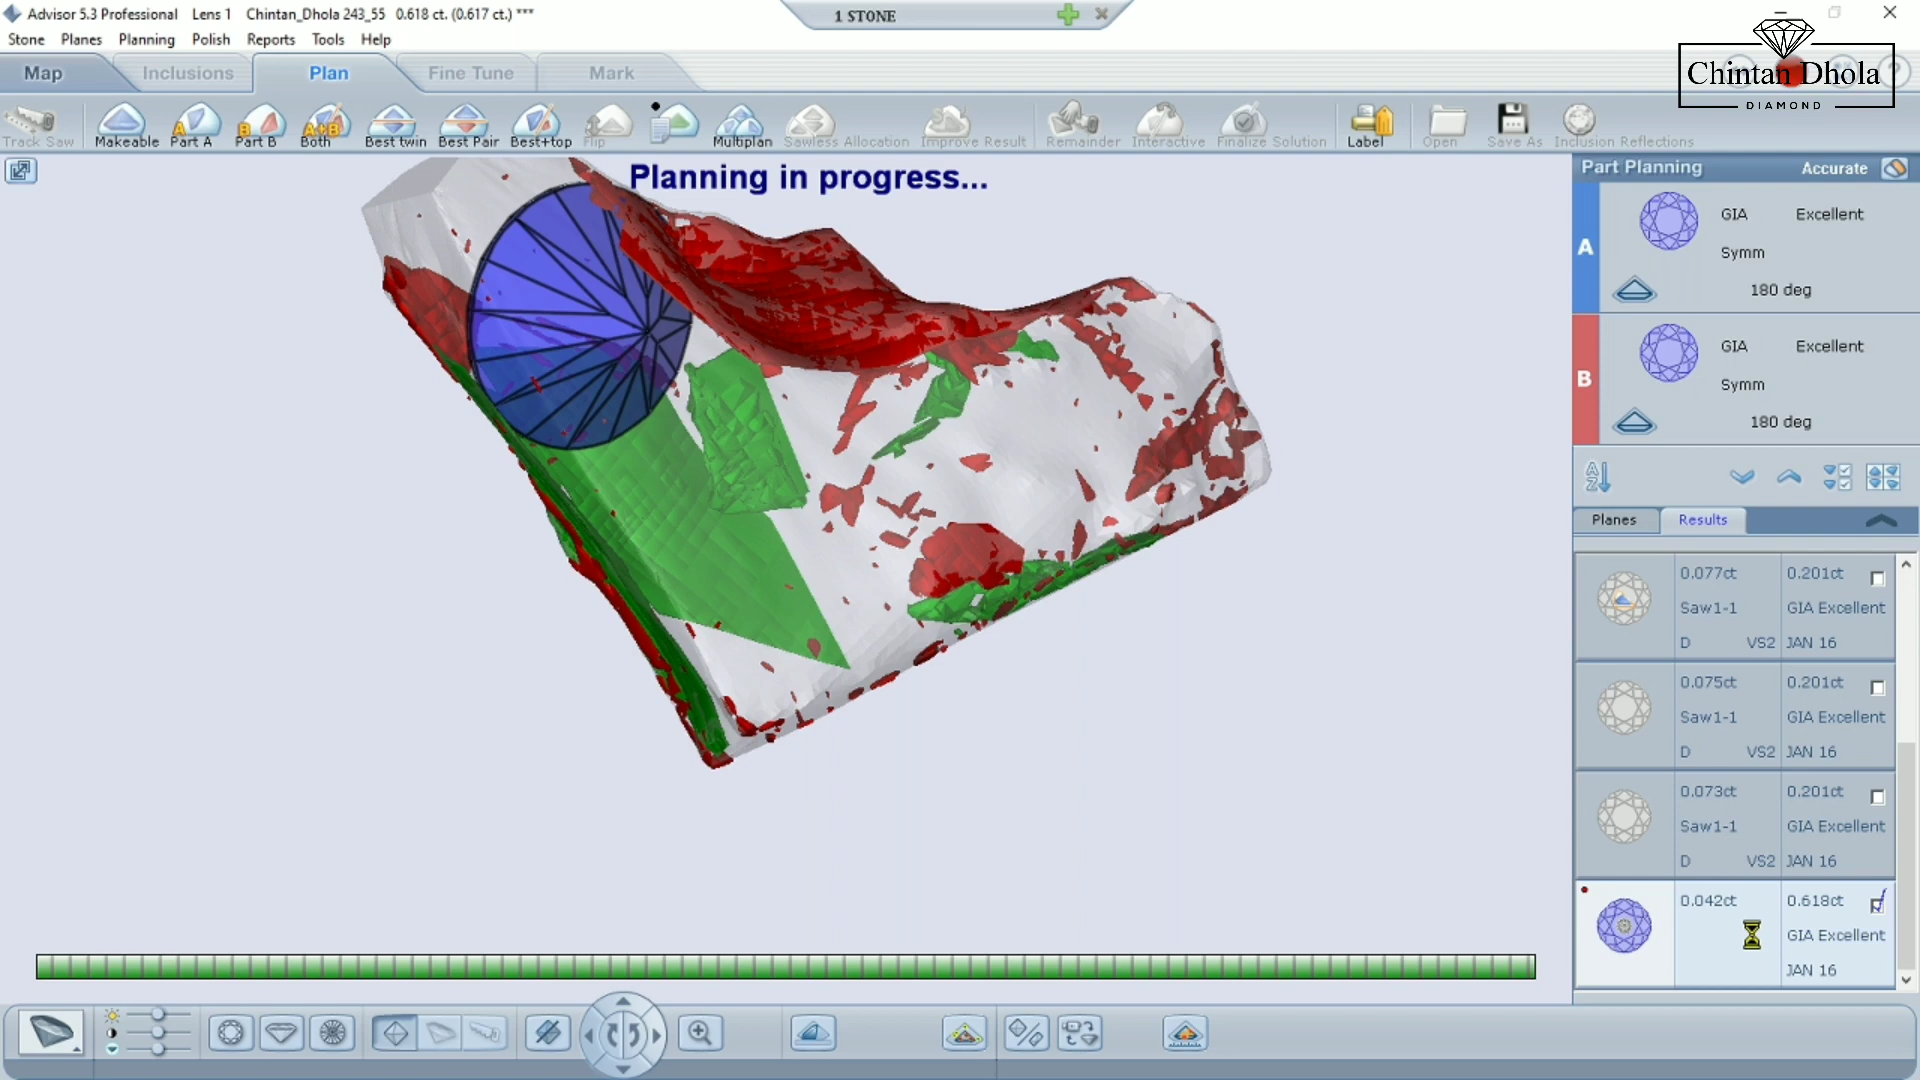 Advisor 5.3 Professional Lens 1 Chintan_Dhola 243_55 0.618 ct. (0.617 ct.) ***
1 STONE
Stone Planes Planning Polish Reports Tools Help
Chintan Dhola
DIAMOND
Map Inclusions Plan Fine Tune Mark
Track Saw Makeable Part A Part B Both Best twin Best Pair Best+top Flip Multiplan Sawless Allocation Improve Result Remainder Interactive Finalize Solution Label Open Save As Inclusion Reflections
Planning in progress...
Part Planning Accurate
A
GIA Excellent
Symm
180 deg
B
GIA Excellent
Symm
180 deg
Planes Results
0.077ct 0.201ct
Saw1-1 GIA Excellent
D VS2 JAN 16
0.075ct 0.201ct
Saw1-1 GIA Excellent
D VS2 JAN 16
0.073ct 0.201ct
Saw1-1 GIA Excellent
D VS2 JAN 16
0.042ct 0.618ct
GIA Excellent
JAN 16